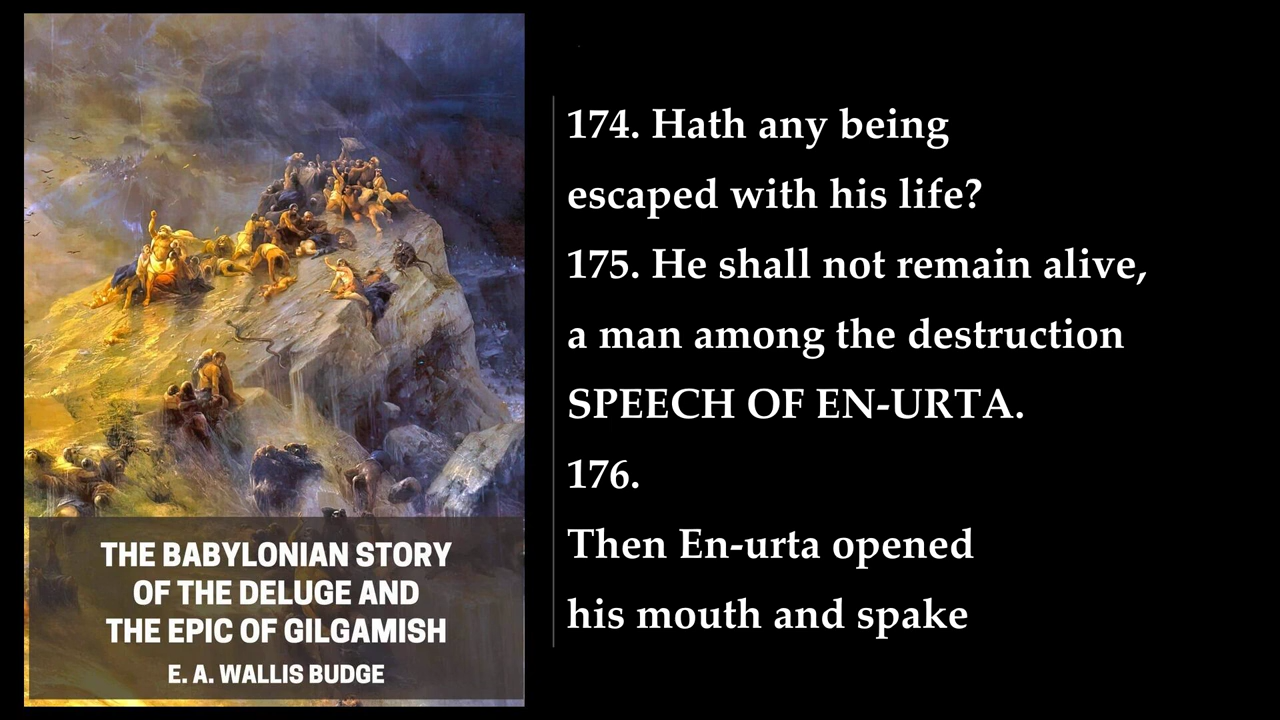 THE BABYLONIAN STORY
OF THE DELUGE AND
THE EPIC OF GILGAMISH
E. A. WALLIS BUDGE
174. Hath any being
escaped with his life?
175. He shall not remain alive,
a man among the destruction
SPEECH OF EN-URTA.
176.
Then En-urta opened
his mouth and spake